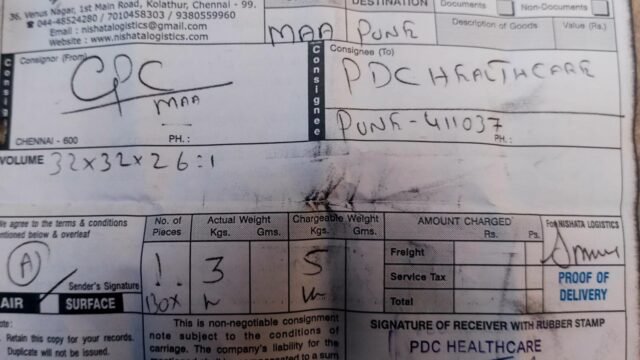 36, Venus Nagar, 1st Main Road, Kolathur, Chennai - 99.
☎ 044-48524280 / 7010458303 / 9380559960
Email : nishatalogistics@gmail.com
Website : www.nishatalogistics.com
DESTINATION
Documents
Non-Documents
MAA PUNE
Description of Goods
Value (Rs.)
Consignor (From)
CPC
MAA
CHENNAI - 600
PH. :
Consignee
Consignee (To)
PDC HEALTHCARE
PUNE - 411037
PH. :
VOLUME 32x32x26:1
We agree to the terms & conditions
mentioned below & overleaf
A
Sender's Signature
AIR
SURFACE
No. of Pieces
Actual Weight
Kgs. Gms.
Chargeable Weight
Kgs. Gms.
AMOUNT CHARGED
Rs. Ps.
1
BOX
3
5
Freight
Service Tax
Total
For NISHATA LOGISTICS
PROOF OF
DELIVERY
Note:
Retain this copy for your records.
Duplicate will not be issued.
This is non-negotiable consignment
note subject to the conditions of
carriage. The company's liability for the
SIGNATURE OF RECEIVER WITH RUBBER STAMP
PDC HEALTHCARE